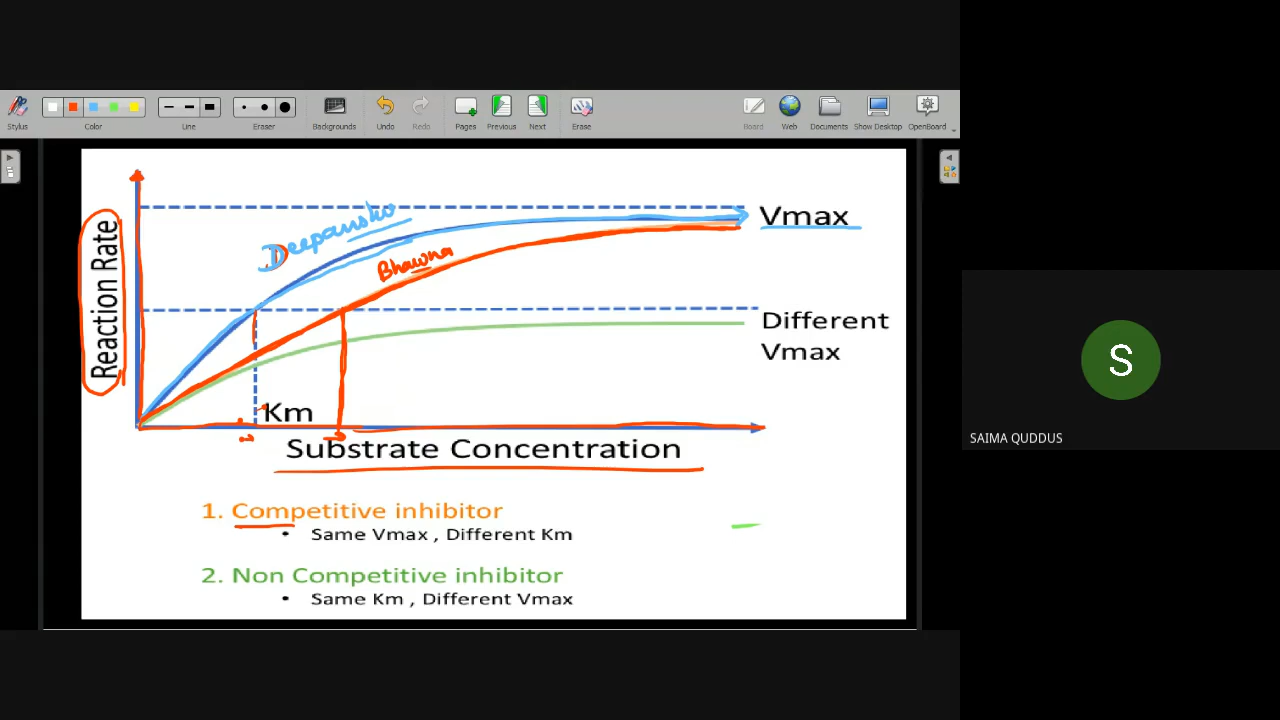 Stylus
Color
Line
Eraser
Backgrounds
Undo
Redo
Pages
Previous
Next
Erase
Board
Web
Documents
Show Desktop
OpenBoard
Reaction Rate
Deepansko
Bhawna
Vmax
Different
Vmax
Km
Substrate Concentration
1. Competitive inhibitor
• Same Vmax , Different Km
2. Non Competitive inhibitor
• Same Km , Different Vmax
S
SAIMA QUDDUS